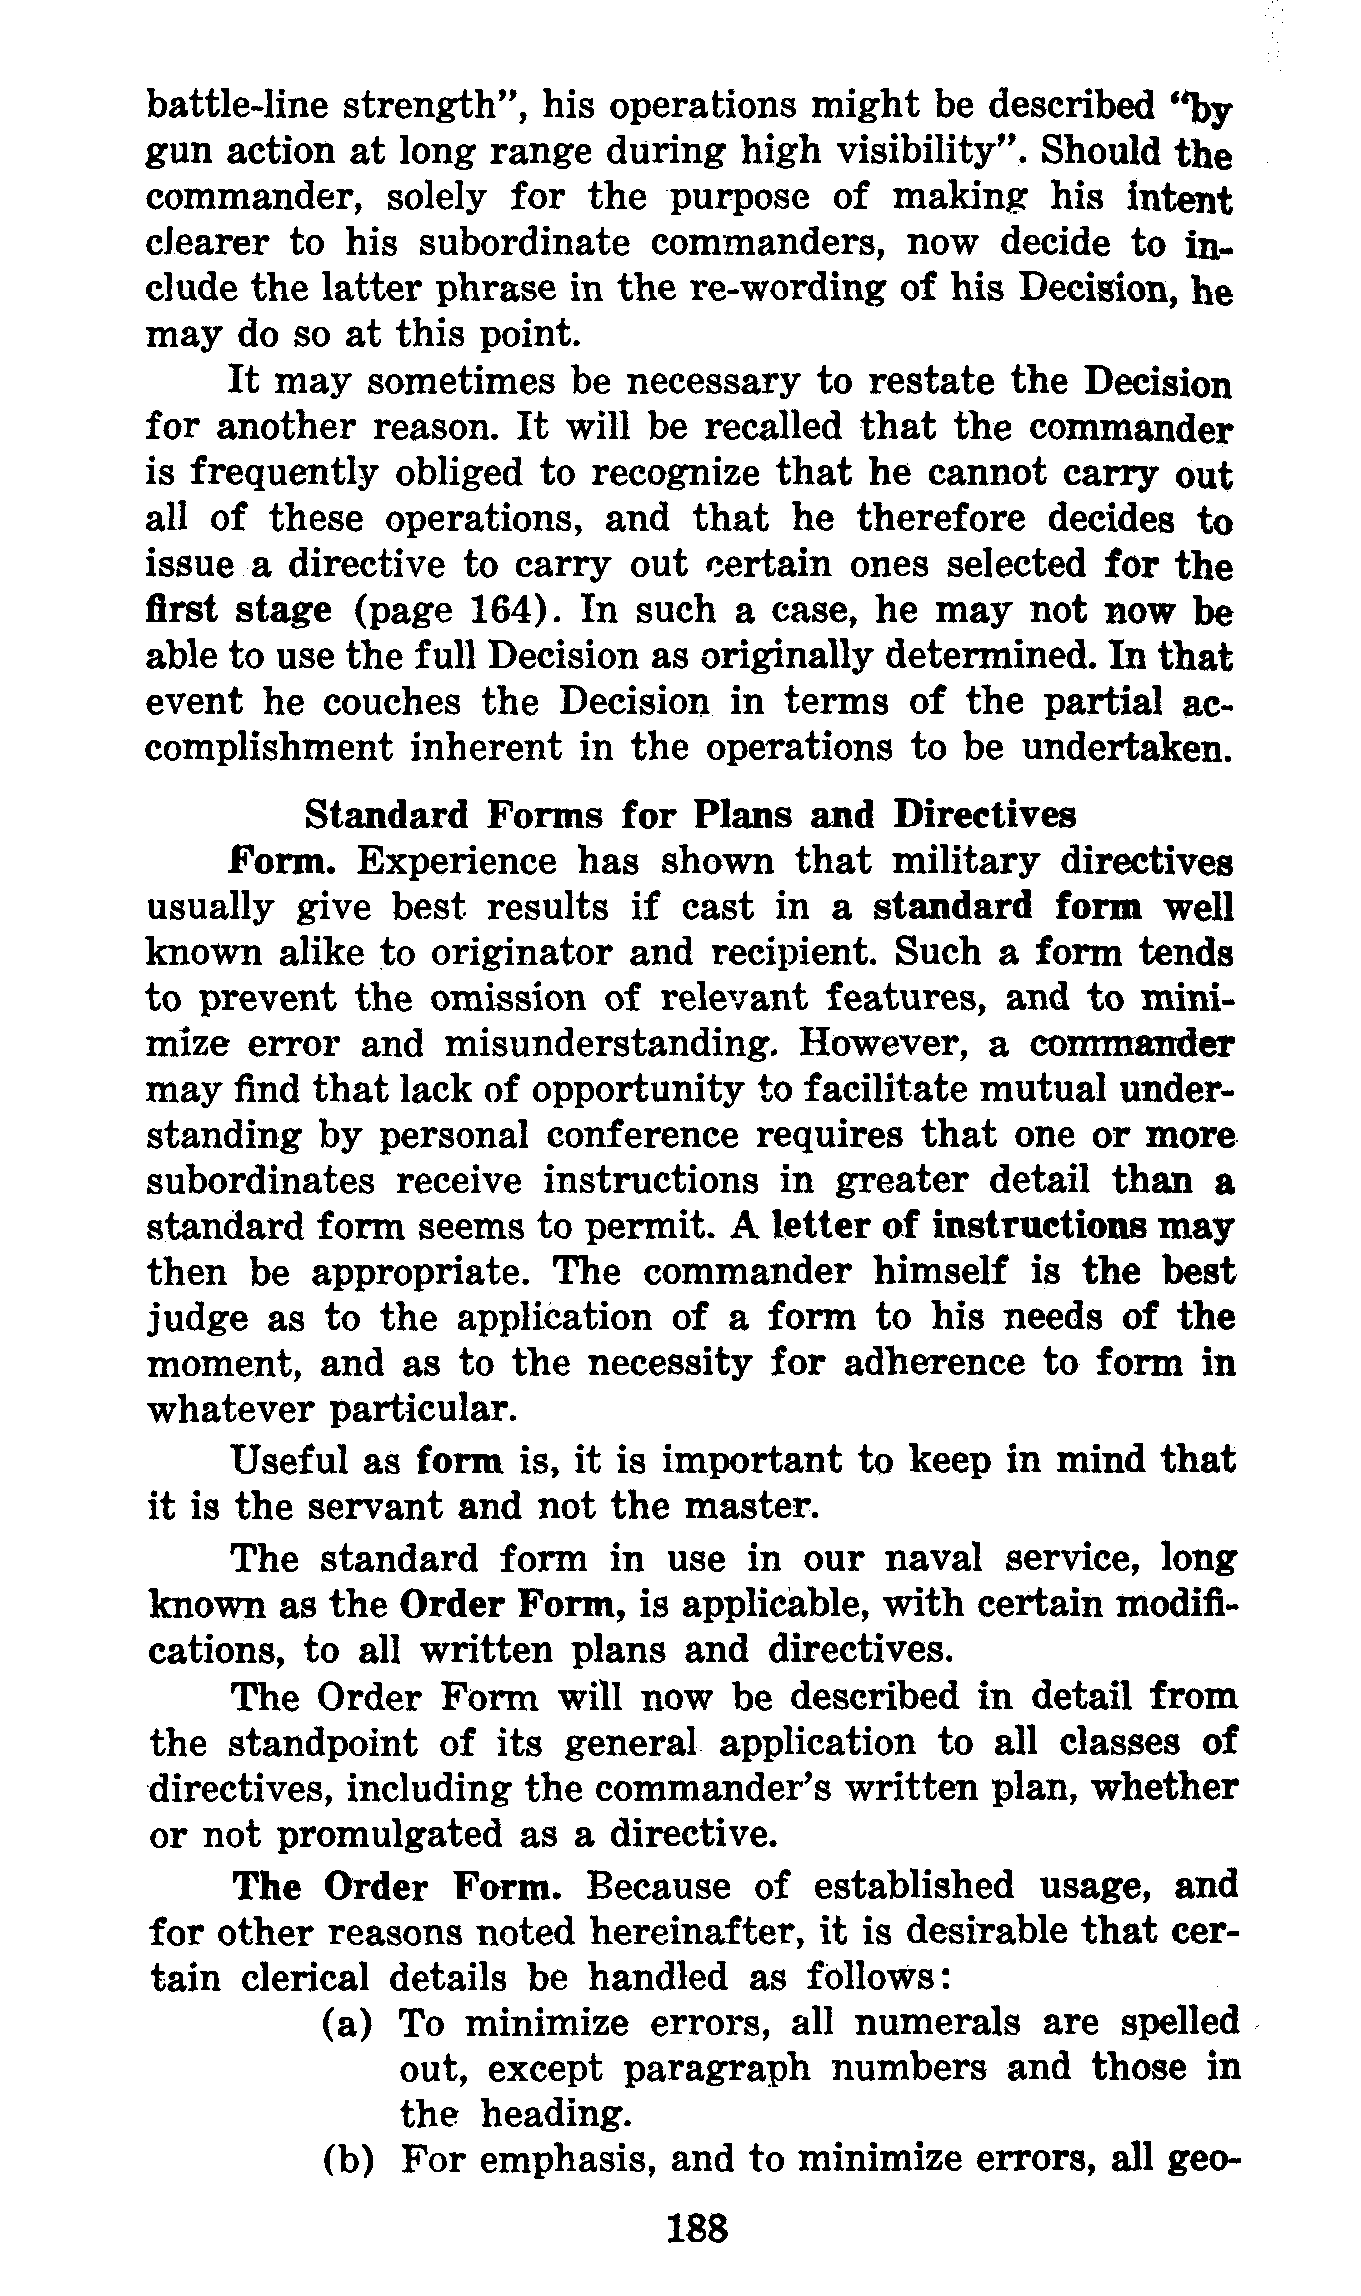 battle-line strength", his operations might be described "by
gun action at long range during high visibility". Should the
commander, solely for the purpose of making his intent
clearer to his subordinate commanders, now decide to in-
clude the latter phrase in the re-wording of his Decision, he
may do so at this point.
It may sometimes be necessary to restate the Decision
for another reason. It will be recalled that the commander
is frequently obliged to recognize that he cannot carry out
all of these operations, and that he therefore decides to
issue a directive to carry out certain ones selected for the
first stage (page 164). In such a case, he may not now be
able to use the full Decision as originally determined. In that
event he couches the Decision in terms of the partial ac-
complishment inherent in the operations to be undertaken.
Standard Forms for Plans and Directives
Form. Experience has shown that military directives
usually give best results if cast in a standard form well
known alike to originator and recipient. Such a form tends
to prevent the omission of relevant features, and to mini-
mize error and misunderstanding. However, a commander
may find that lack of opportunity to facilitate mutual under-
standing by personal conference requires that one or more
subordinates receive instructions in greater detail than a
standard form seems to permit. A letter of instructions may
then be appropriate. The commander himself is the best
judge as to the application of a form to his needs of the
moment, and as to the necessity for adherence to form in
whatever particular.
Useful as form is, it is important to keep in mind that
it is the servant and not the master.
The standard form in use in our naval service, long
known as the Order Form, is applicable, with certain modifi-
cations, to all written plans and directives.
The Order Form will now be described in detail from
the standpoint of its general application to all classes of
directives, including the commander's written plan, whether
or not promulgated as a directive.
The Order Form. Because of established usage, and
for other reasons noted hereinafter, it is desirable that cer-
tain clerical details be handled as follows:
(a) To minimize errors, all numerals are spelled
out, except paragraph numbers and those in
the heading.
(b) For emphasis, and to minimize errors, all geo-
188